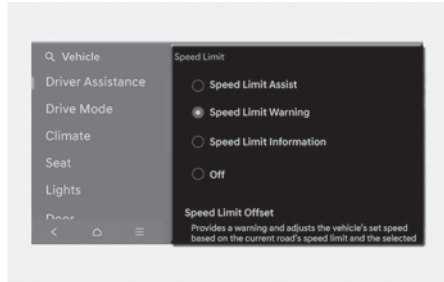 Vehicle
Driver Assistance
Drive Mode
Climate
Seat
Lights
Door
Speed Limit
Speed Limit Assist
Speed Limit Warning
Speed Limit Information
Off
Speed Limit Offset
Provides a warning and adjusts the vehicle's set speed
based on the current road's speed limit and the selected